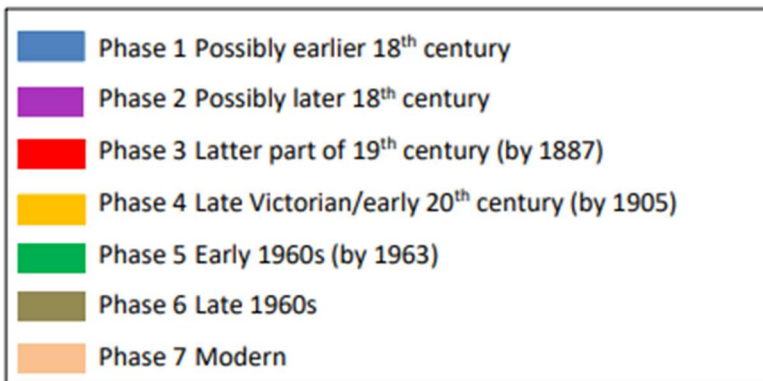 Phase 1 Possibly earlier 18th century
Phase 2 Possibly later 18th century
Phase 3 Latter part of 19th century (by 1887)
Phase 4 Late Victorian/early 20th century (by 1905)
Phase 5 Early 1960s (by 1963)
Phase 6 Late 1960s
Phase 7 Modern